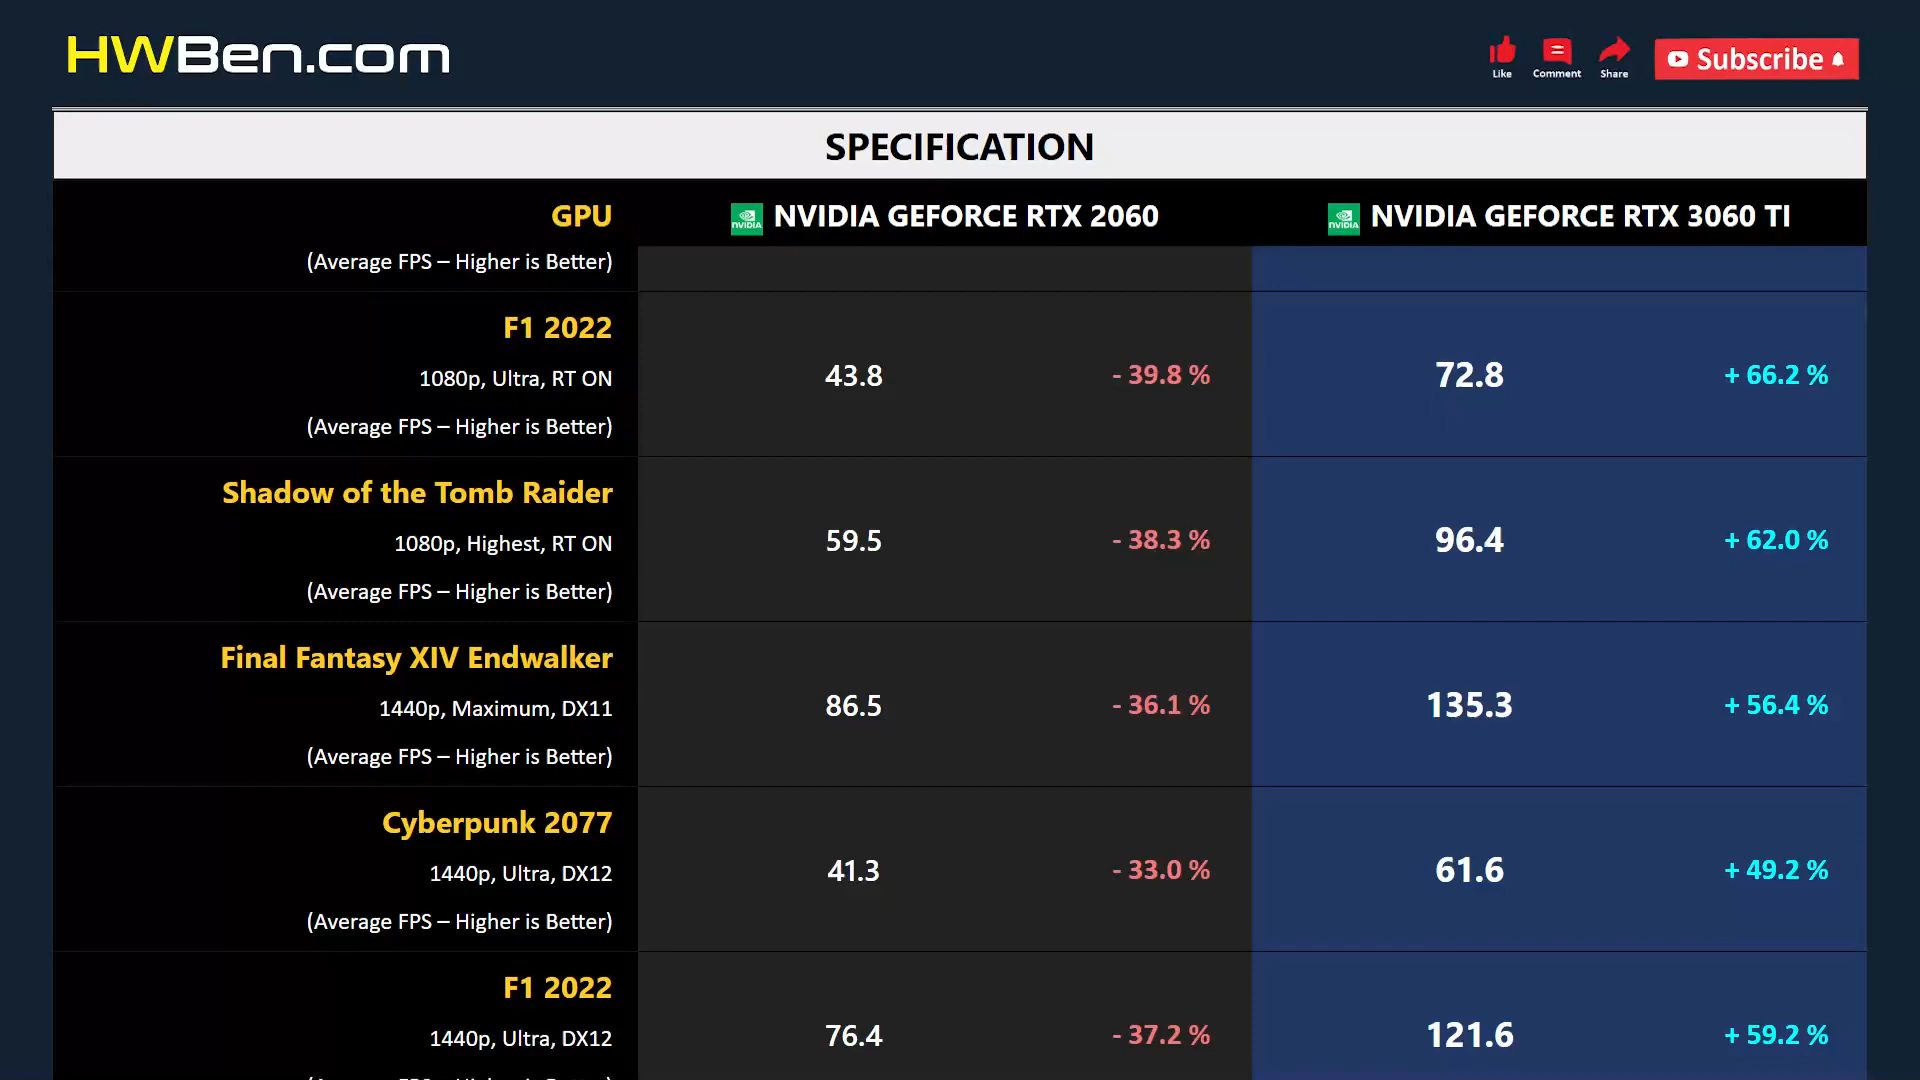 HWBen.com
Like
Comment
Share
Subscribe
SPECIFICATION
GPU
NVIDIA
NVIDIA GEFORCE RTX 2060
NVIDIA
NVIDIA GEFORCE RTX 3060 TI
(Average FPS – Higher is Better)
F1 2022
1080p, Ultra, RT ON
(Average FPS – Higher is Better)
43.8
- 39.8 %
72.8
+ 66.2 %
Shadow of the Tomb Raider
1080p, Highest, RT ON
(Average FPS – Higher is Better)
59.5
- 38.3 %
96.4
+ 62.0 %
Final Fantasy XIV Endwalker
1440p, Maximum, DX11
(Average FPS – Higher is Better)
86.5
- 36.1 %
135.3
+ 56.4 %
Cyberpunk 2077
1440p, Ultra, DX12
(Average FPS – Higher is Better)
41.3
- 33.0 %
61.6
+ 49.2 %
F1 2022
1440p, Ultra, DX12
76.4
- 37.2 %
121.6
+ 59.2 %